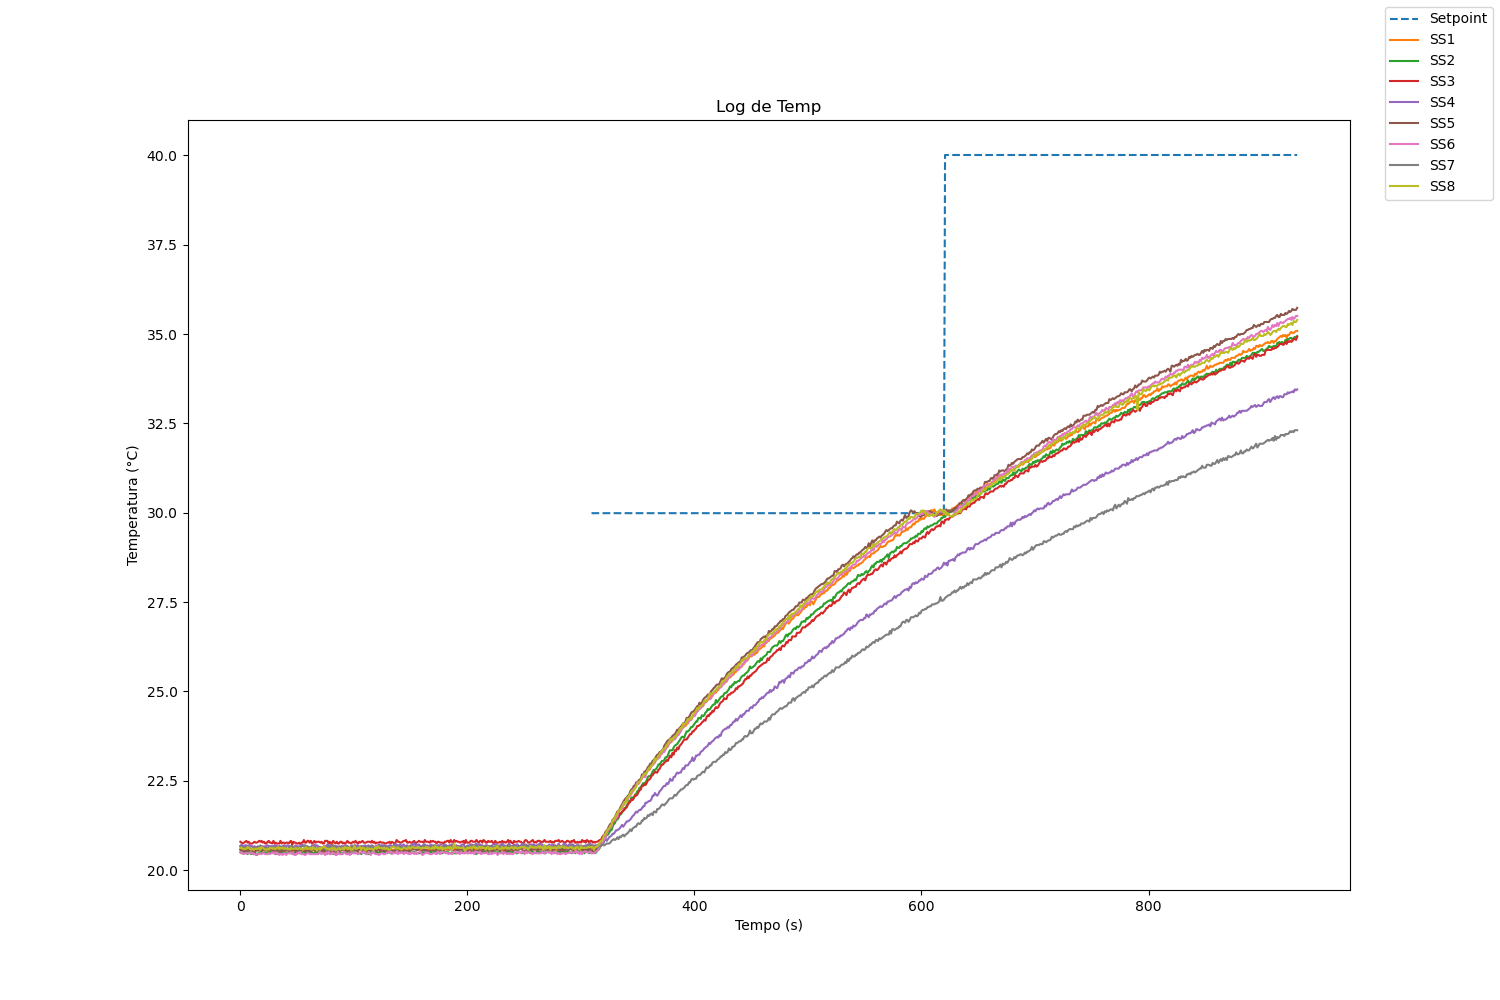 Setpoint
SS1
SS2
SS3
SS4
SS5
SS6
SS7
SS8
Log de Temp
40.0
37.5
35.0
32.5
30.0
27.5
25.0
22.5
20.0
Temperatura (°C)
0 200 400 600 800
Tempo (s)